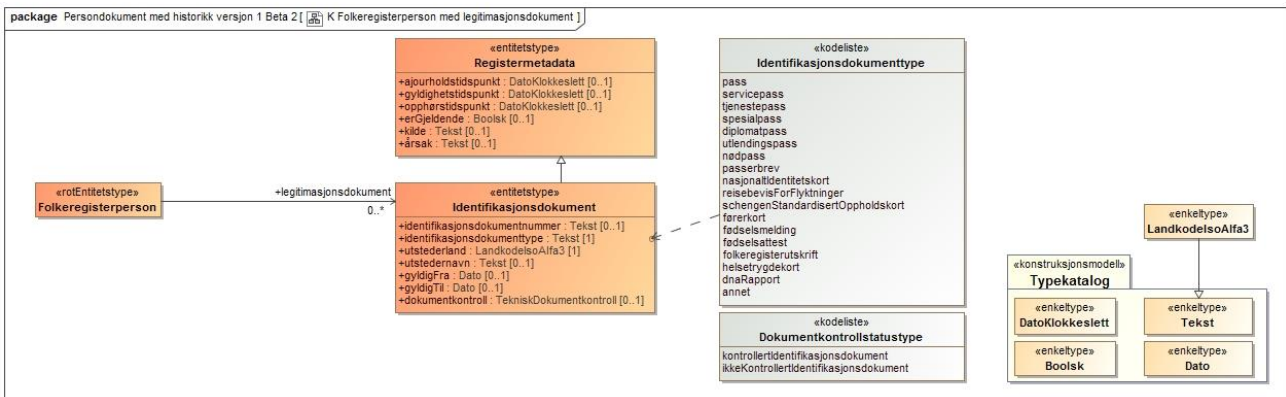 package Persondokument med historikk versjon 1 Beta 2 [ K Folkeregisterperson med legitimasjonsdokument ]
«entitetstype»
Registermetadata
+ajourholdstidspunkt : DatoKlokkeslett [0..1]
+gyldighetstidspunkt : DatoKlokkeslett [0..1]
+opphørstidspunkt : DatoKlokkeslett [0..1]
+erGjeldende : Boolsk [0..1]
+kilde : Tekst [0..1]
+årsak : Tekst [0..1]
«rotEntitetstype»
Folkeregisterperson
+legitimasjonsdokument
0..*
«entitetstype»
Identifikasjonsdokument
+identifikasjonsdokumentnummer : Tekst [0..1]
+identifikasjonsdokumenttype : Tekst [1]
+utstederland : LandkodeIsoAlfa3 [1]
+utstedernavn : Tekst [0..1]
+gyldigFra : Dato [0..1]
+gyldigTil : Dato [0..1]
+dokumentkontroll : TekniskDokumentkontroll [0..1]
«kodeliste»
Identifikasjonsdokumenttype
pass
servicepass
tjenestepass
spesialpass
diplomatpass
utlendingspass
nødpass
passerbrev
nasjonaltIdentitetskort
reisebevisForFlyktninger
schengenStandardisertOppholdskort
førerkort
fødselsmelding
fødselsattest
folkeregisterutskrift
helsetrygdekort
dnaRapport
annet
«kodeliste»
Dokumentkontrollstatustype
kontrollertIdentifikasjonsdokument
ikkeKontrollertIdentifikasjonsdokument
«enkeltype»
LandkodeIsoAlfa3
«konstruksjonsmodell»
Typekatalog
«enkeltype»
DatoKlokkeslett
«enkeltype»
Tekst
«enkeltype»
Boolsk
«enkeltype»
Dato